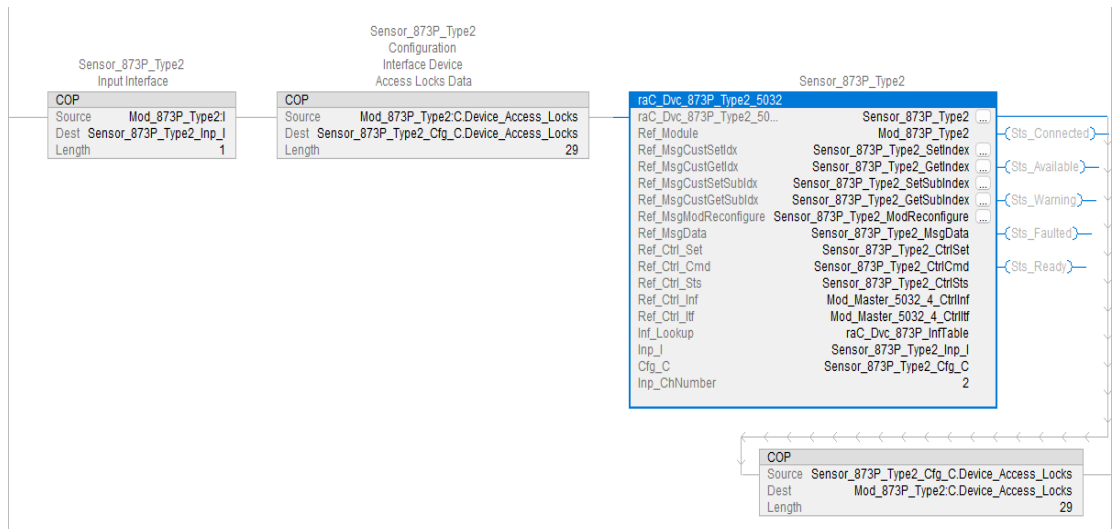 Sensor_873P_Type2
Input Interface
COP
Source Mod_873P_Type2:I
Dest Sensor_873P_Type2_Inp_I
Length 1
Sensor_873P_Type2
Configuration
Interface Device
Access Locks Data
COP
Source Mod_873P_Type2:C.Device_Access_Locks
Dest Sensor_873P_Type2_Cfg_C.Device_Access_Locks
Length 29
Sensor_873P_Type2
raC_Dvc_873P_Type2_5032
raC_Dvc_873P_Type2_50... Sensor_873P_Type2 ...
Ref_Module Mod_873P_Type2
Ref_MsgCustSetIdx Sensor_873P_Type2_SetIndex ...
Ref_MsgCustGetIdx Sensor_873P_Type2_GetIndex ...
Ref_MsgCustSetSubIdx Sensor_873P_Type2_SetSubIndex ...
Ref_MsgCustGetSubIdx Sensor_873P_Type2_GetSubIndex ...
Ref_MsgModReconfigure Sensor_873P_Type2_ModReconfigure ...
Ref_MsgData Sensor_873P_Type2_MsgData
Ref_Ctrl_Set Sensor_873P_Type2_CtrlSet
Ref_Ctrl_Cmd Sensor_873P_Type2_CtrlCmd
Ref_Ctrl_Sts Sensor_873P_Type2_CtrlSts
Ref_Ctrl_Inf Mod_Master_5032_4_CtrlInf
Ref_Ctrl_Itf Mod_Master_5032_4_CtrlItf
Inf_Lookup raC_Dvc_873P_InfTable
Inp_I Sensor_873P_Type2_Inp_I
Cfg_C Sensor_873P_Type2_Cfg_C
Inp_ChNumber 2
(Sts_Connected)
(Sts_Available)
(Sts_Warning)
(Sts_Faulted)
(Sts_Ready)
COP
Source Sensor_873P_Type2_Cfg_C.Device_Access_Locks
Dest Mod_873P_Type2:C.Device_Access_Locks
Length 29